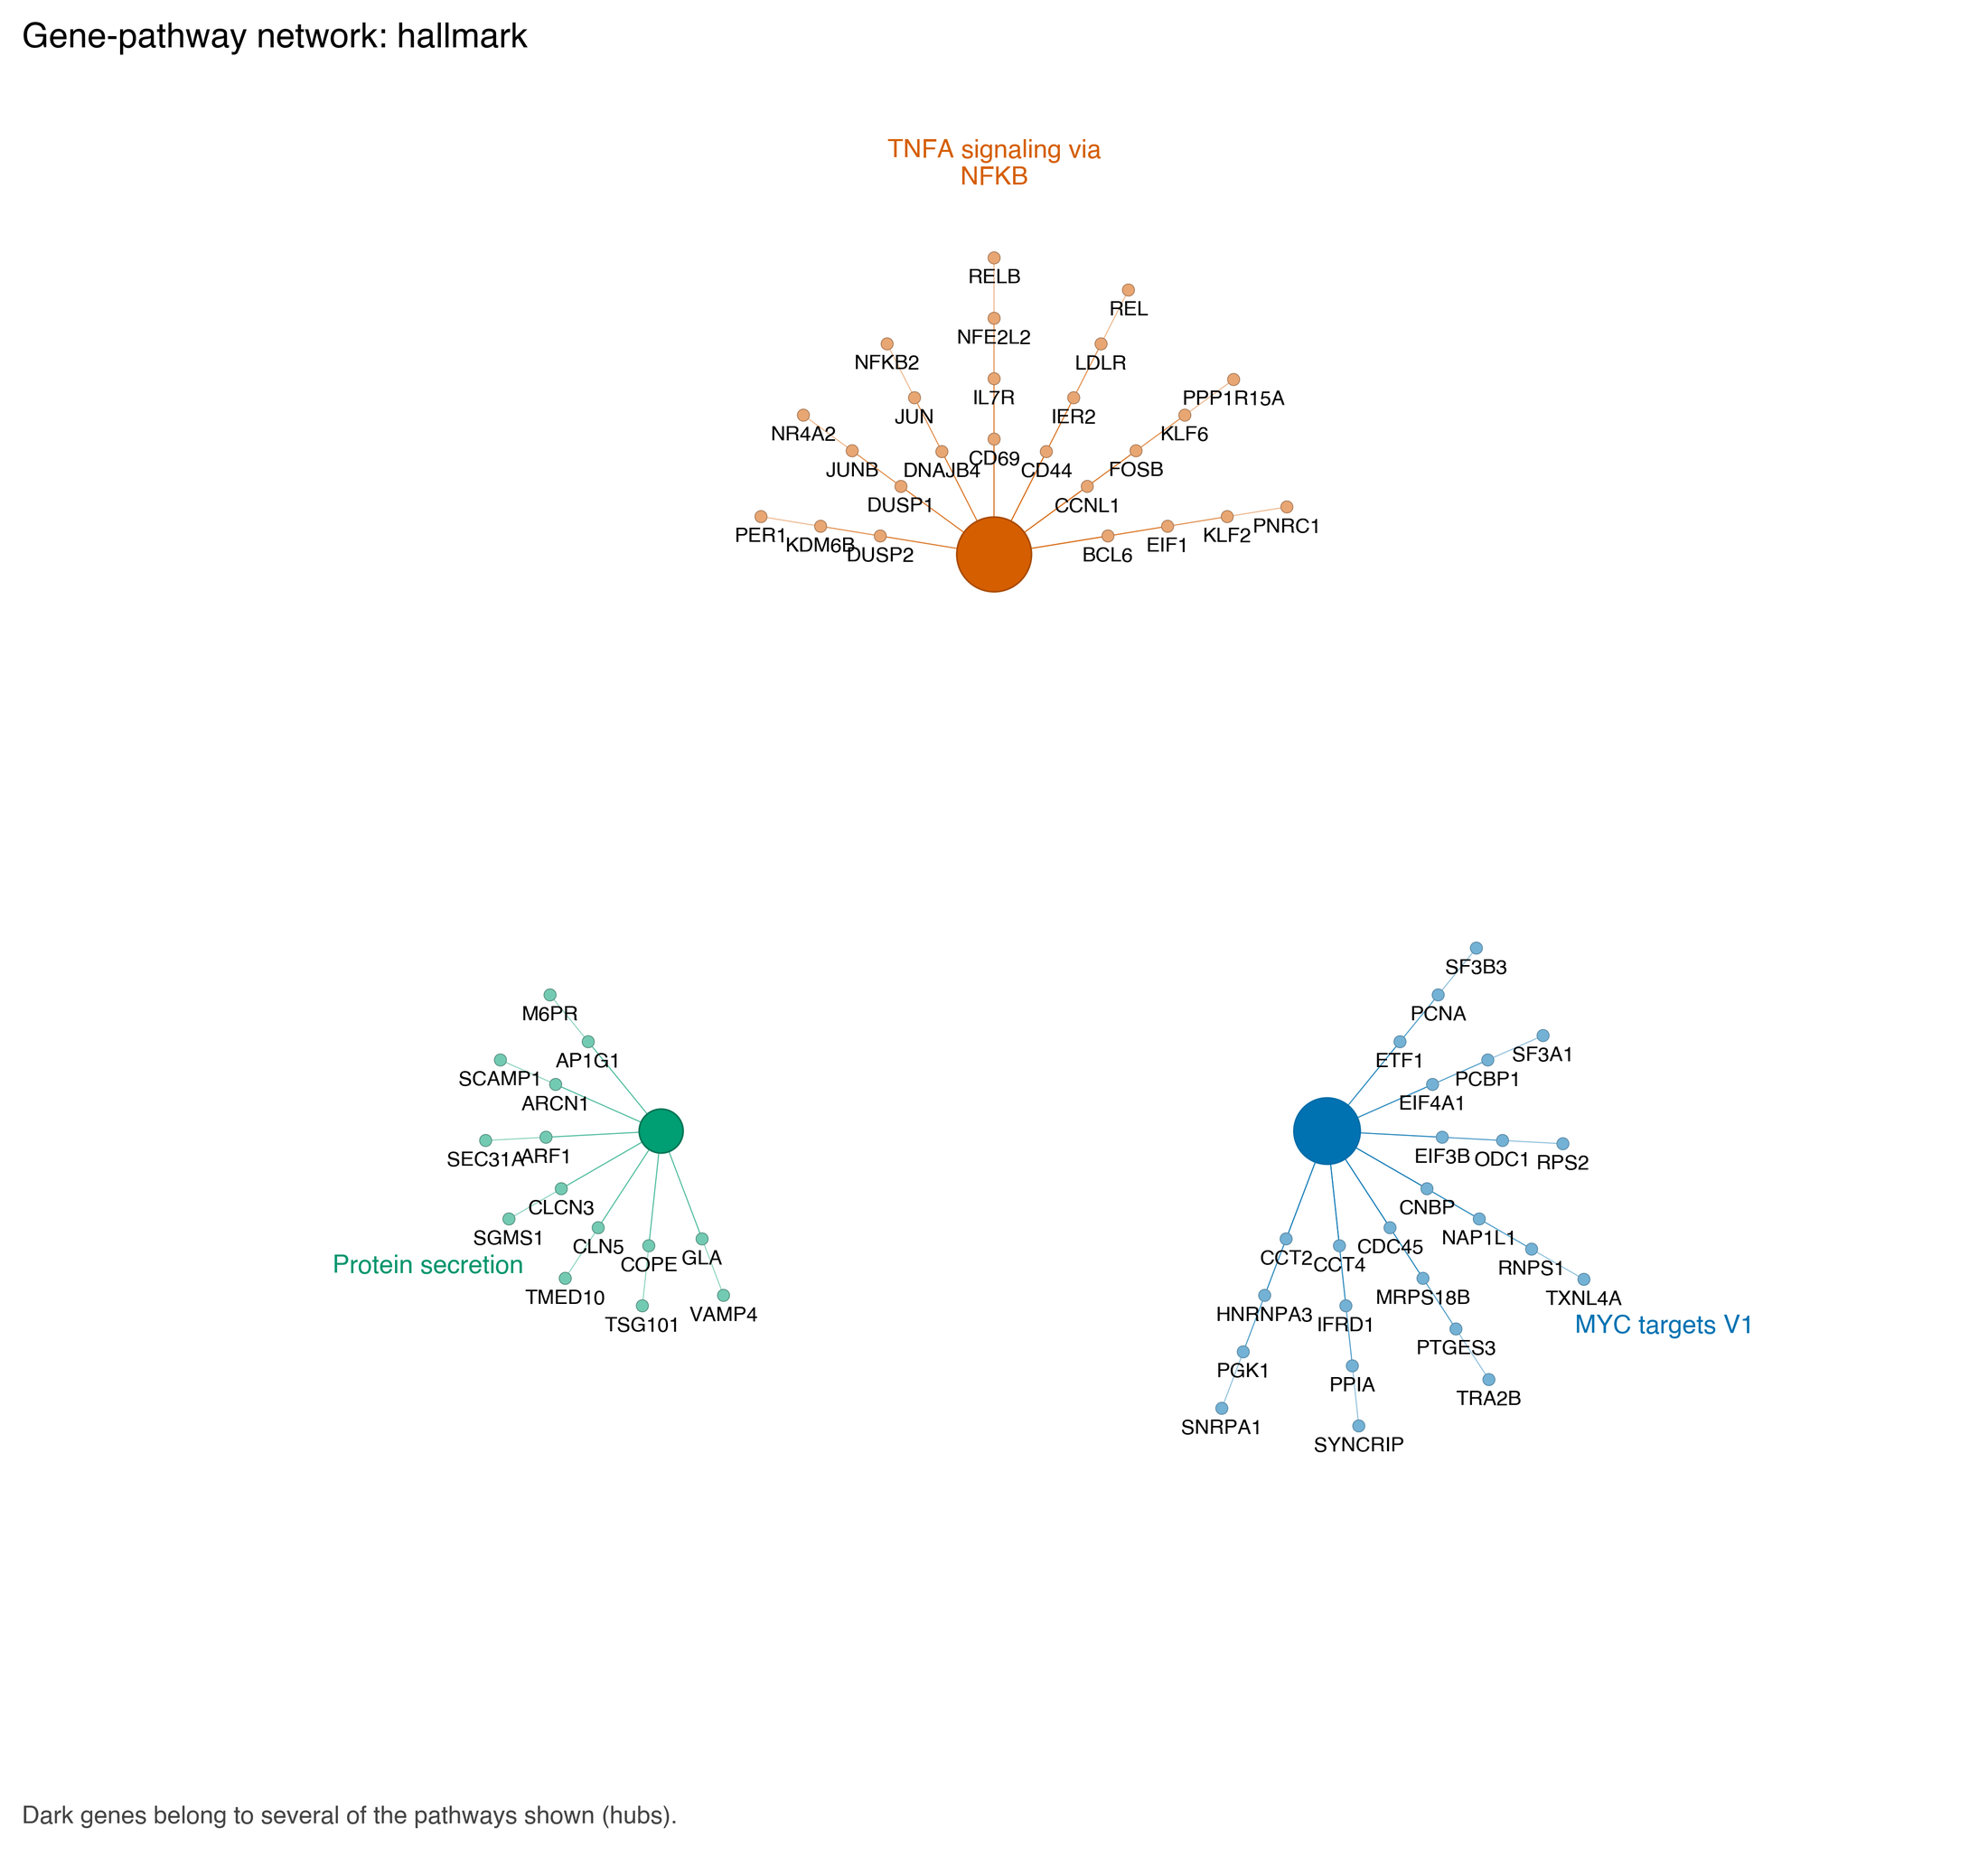 Gene-pathway network: hallmark
TNFA signaling via
NFKB
RELB
REL
NFE2L2
NFKB2
LDLR
IL7R
PPP1R15A
JUN
IER2
NR4A2
KLF6
CD69
JUNB
DNAJB4
CD44
FOSB
DUSP1
CCNL1
PER1
KDM6B
DUSP2
BCL6
EIF1
KLF2
PNRC1
SF3B3
M6PR
PCNA
AP1G1
ETF1
SF3A1
SCAMP1
PCBP1
ARCN1
EIF4A1
SEC31A
ARF1
EIF3B
ODC1
RPS2
CLCN3
CNBP
SGMS1
CLN5
CDC45
NAP1L1
COPE
GLA
CCT2
CCT4
Protein secretion
RNPS1
TMED10
MRPS18B
TXNL4A
TSG101
VAMP4
HNRNPA3
IFRD1
MYC targets V1
PTGES3
PGK1
PPIA
TRA2B
SNRPA1
SYNCRIP
Dark genes belong to several of the pathways shown (hubs).